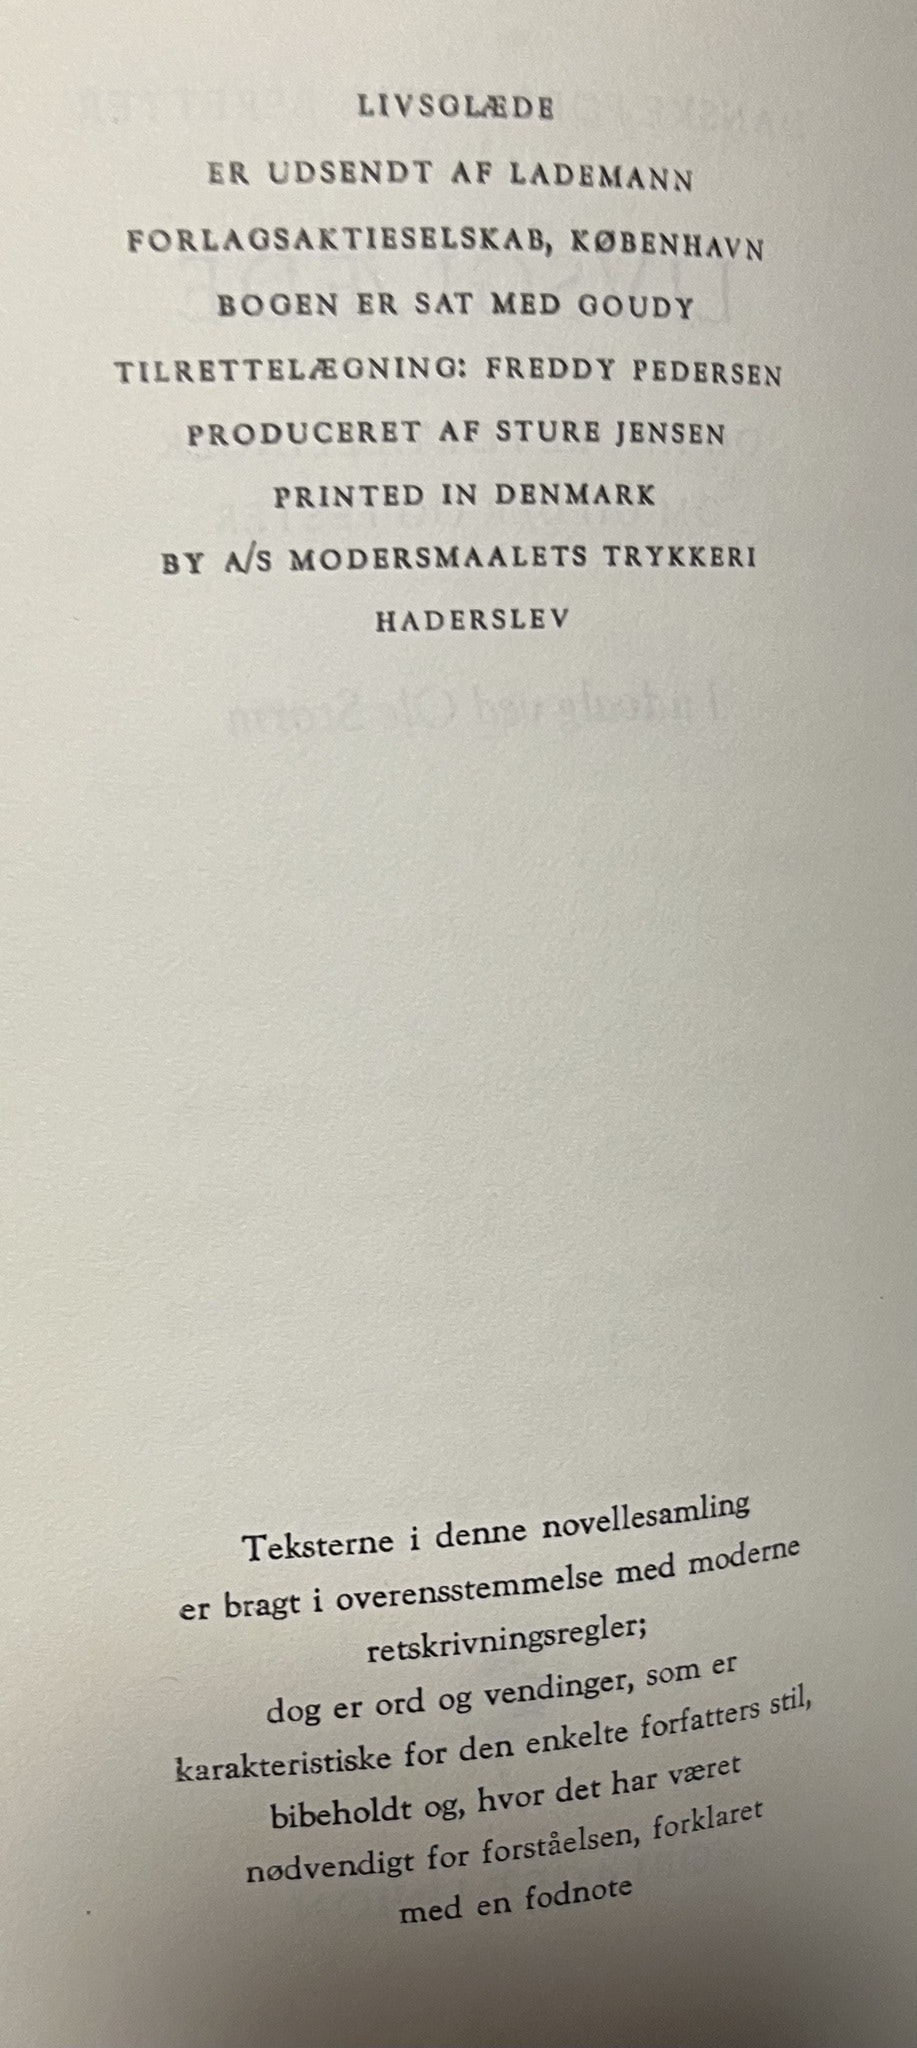 LIVSGLÆDE
ER UDSENDT AF LADEMANN
FORLAGSAKTIESELSKAB, KØBENHAVN
BOGEN ER SAT MED GOUDY
TILRETTELÆGNING: FREDDY PEDERSEN
PRODUCERET AF STURE JENSEN
PRINTED IN DENMARK
BY A/S MODERSMAALETS TRYKKERI
HADERSLEV
Teksterne i denne novellesamling
er bragt i overensstemmelse med moderne
retskrivningsregler;
dog er ord og vendinger, som er
karakteristiske for den enkelte forfatters stil,
bibeholdt og, hvor det har været
nødvendigt for forståelsen, forklaret
med en fodnote